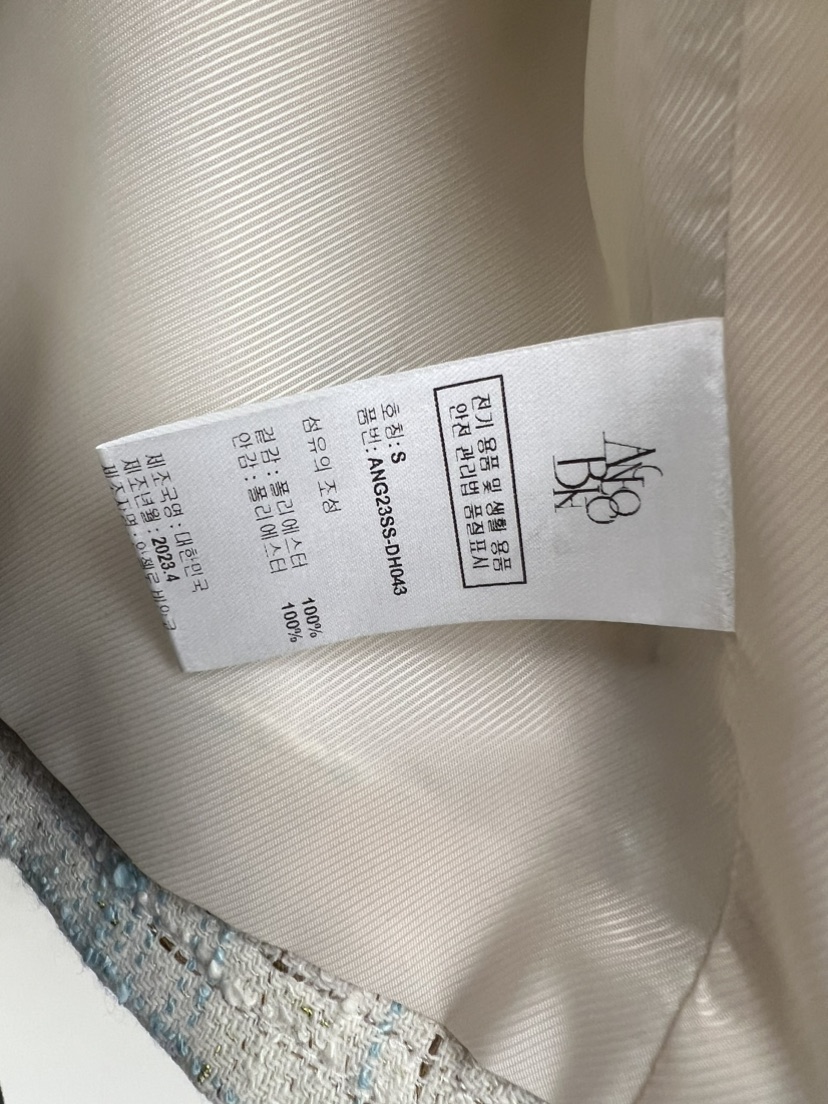 ANGLO
BDN
전기 용품 및 생활 용품
안전 관리법 품질표시
호칭: S
품번: ANG23SS-DH043
섬유의 조성
겉감 : 폴리에스터 100%
안감 : 폴리에스터 100%
제조국명 : 대한민국
제조년월 : 2023.4